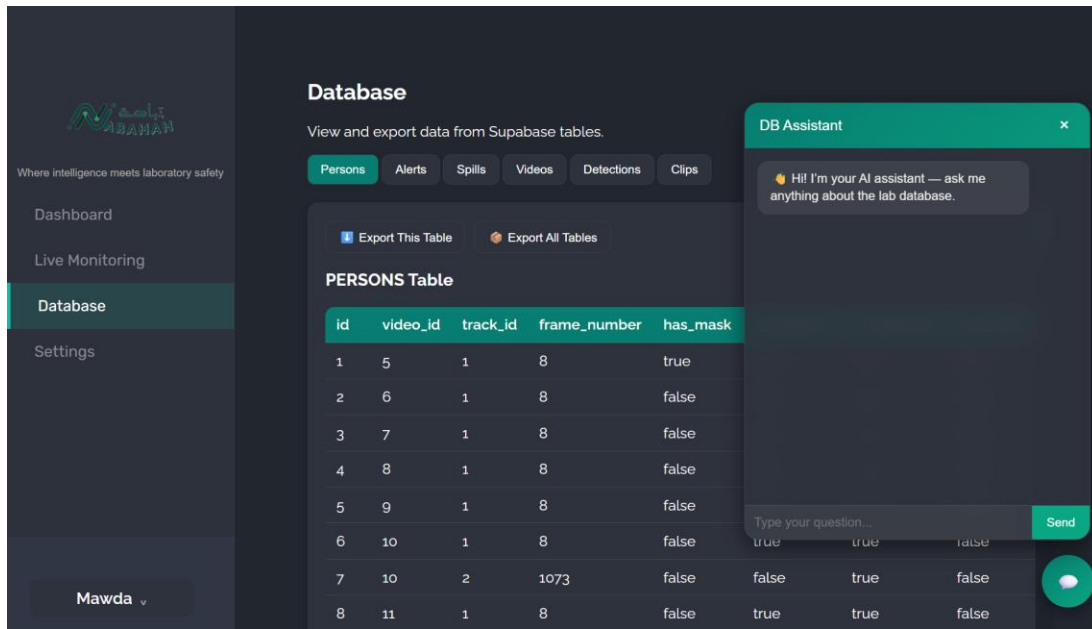 نباهة
NABAHAN
Where intelligence meets laboratory safety
Dashboard
Live Monitoring
Database
Settings
Mawda
Database
View and export data from Supabase tables.
Persons Alerts Spills Videos Detections Clips
Export This Table Export All Tables
PERSONS Table
id video_id track_id frame_number has_mask
1 5 1 8 true
2 6 1 8 false
3 7 1 8 false
4 8 1 8 false
5 9 1 8 false
6 10 1 8 false true true false
7 10 2 1073 false false true false
8 11 1 8 false true true false
DB Assistant ×
👋 Hi! I'm your AI assistant — ask me
anything about the lab database.
Type your question... Send